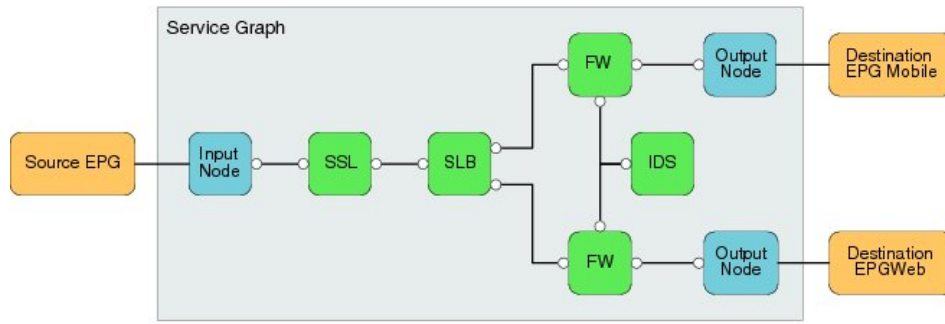 Service Graph
Source EPG
Input
Node
SSL
SLB
FW
IDS
FW
Output
Node
Destination
EPG Mobile
Output
Node
Destination
EPGWeb